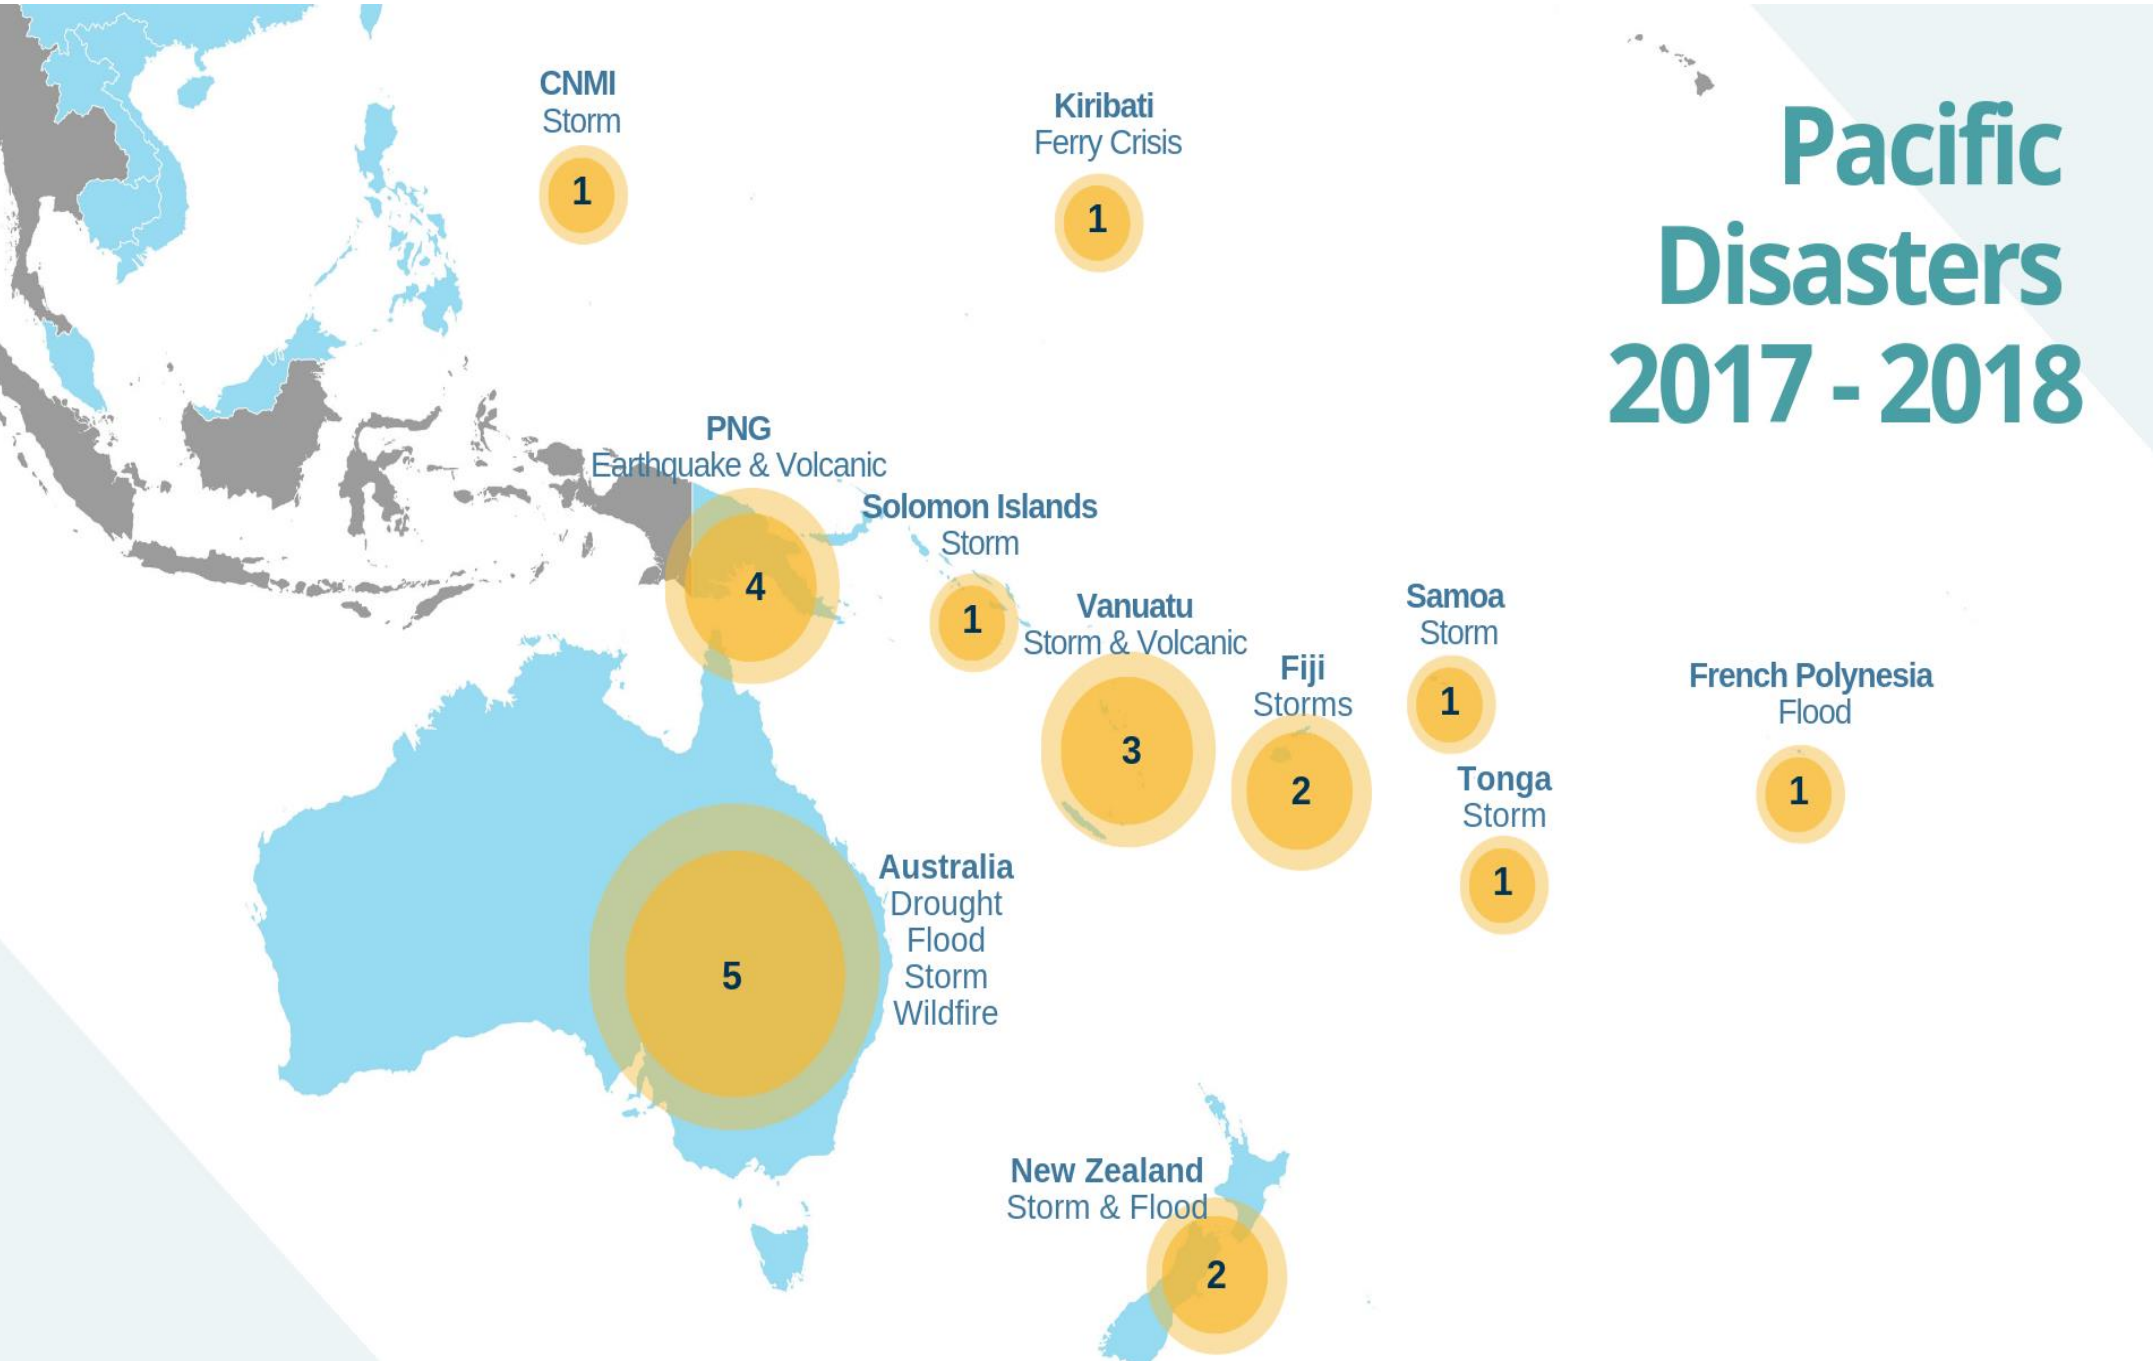 Pacific
Disasters
2017 - 2018
CNMI
Storm
1
Kiribati
Ferry Crisis
1
PNG
Earthquake & Volcanic
4
Solomon Islands
Storm
1
Vanuatu
Storm & Volcanic
3
Fiji
Storms
2
Samoa
Storm
1
Tonga
Storm
1
French Polynesia
Flood
1
Australia
Drought
Flood
Storm
Wildfire
5
New Zealand
Storm & Flood
2